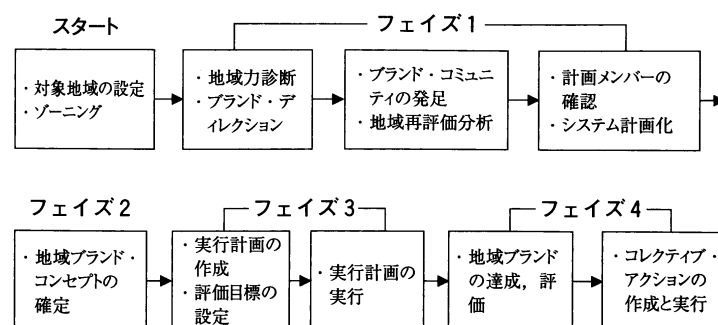 スタート
フェイズ1
・対象地域の設定
・ゾーニング
・地域力診断
・ブランド・デ
ィレクション
・ブランド・コミュニ
ティの発足
・地域再評価分析
・計画メンバーの
確認
・システム計画化
フェイズ2
フェイズ3
フェイズ4
・地域ブランド・
コンセプトの
確定
・実行計画の
作成
・評価目標の
設定
・実行計画の
実行
・地域ブランド
の達成，評
価
・コレクティブ・
アクションの
作成と実行